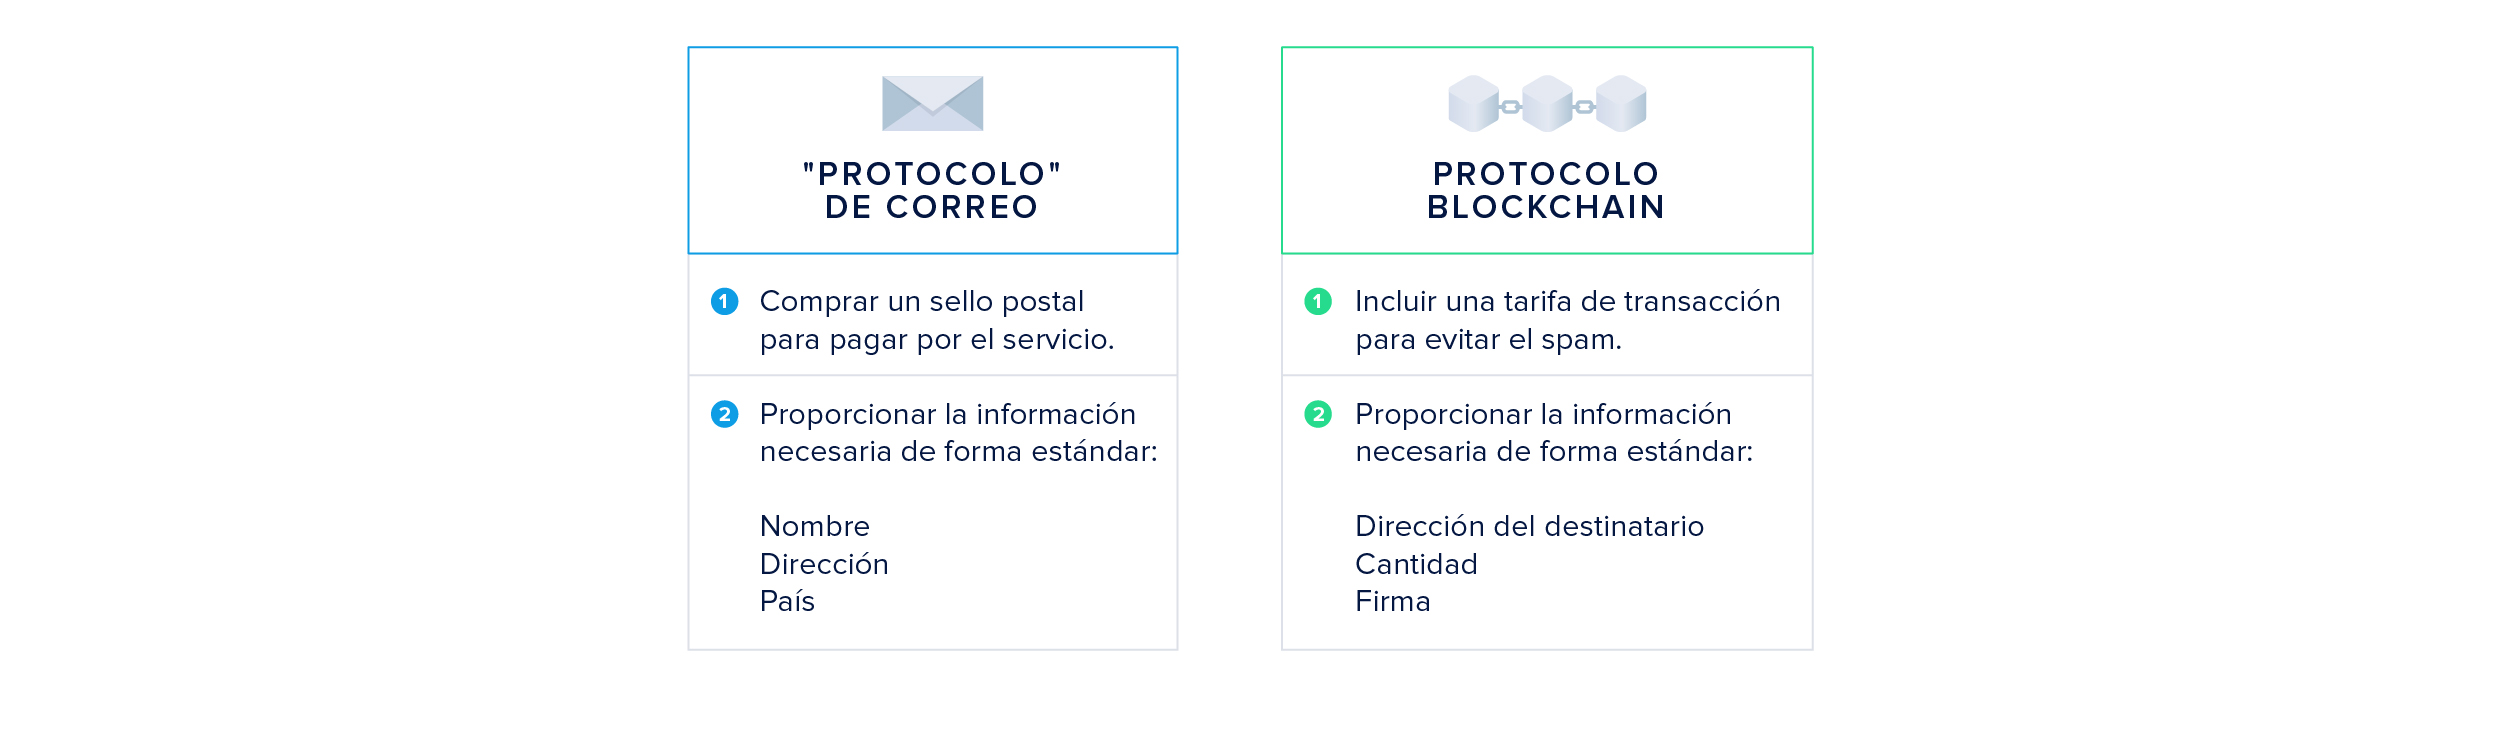 "PROTOCOLO"
DE CORREO
1 Comprar un sello postal
para pagar por el servicio.
2 Proporcionar la información
necesaria de forma estándar:
Nombre
Dirección
País
PROTOCOLO
BLOCKCHAIN
1 Incluir una tarifa de transacción
para evitar el spam.
2 Proporcionar la información
necesaria de forma estándar:
Dirección del destinatario
Cantidad
Firma